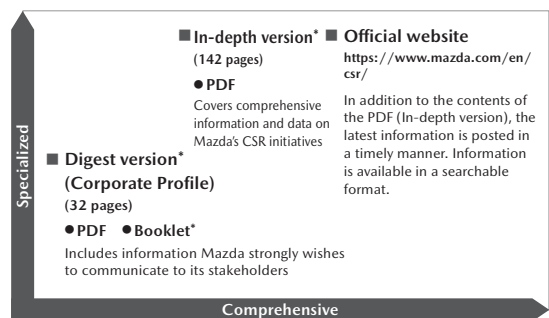 ■ In-depth version*
(142 pages)
● PDF
Covers comprehensive
information and data on
Mazda's CSR initiatives
■ Official website
https://www.mazda.com/en/
csr/
In addition to the contents of
the PDF (In-depth version), the
latest information is posted in
a timely manner. Information
is available in a searchable
format.
■ Digest version*
(Corporate Profile)
(32 pages)
● PDF ● Booklet*
Includes information Mazda strongly wishes
to communicate to its stakeholders
Specialized
Comprehensive